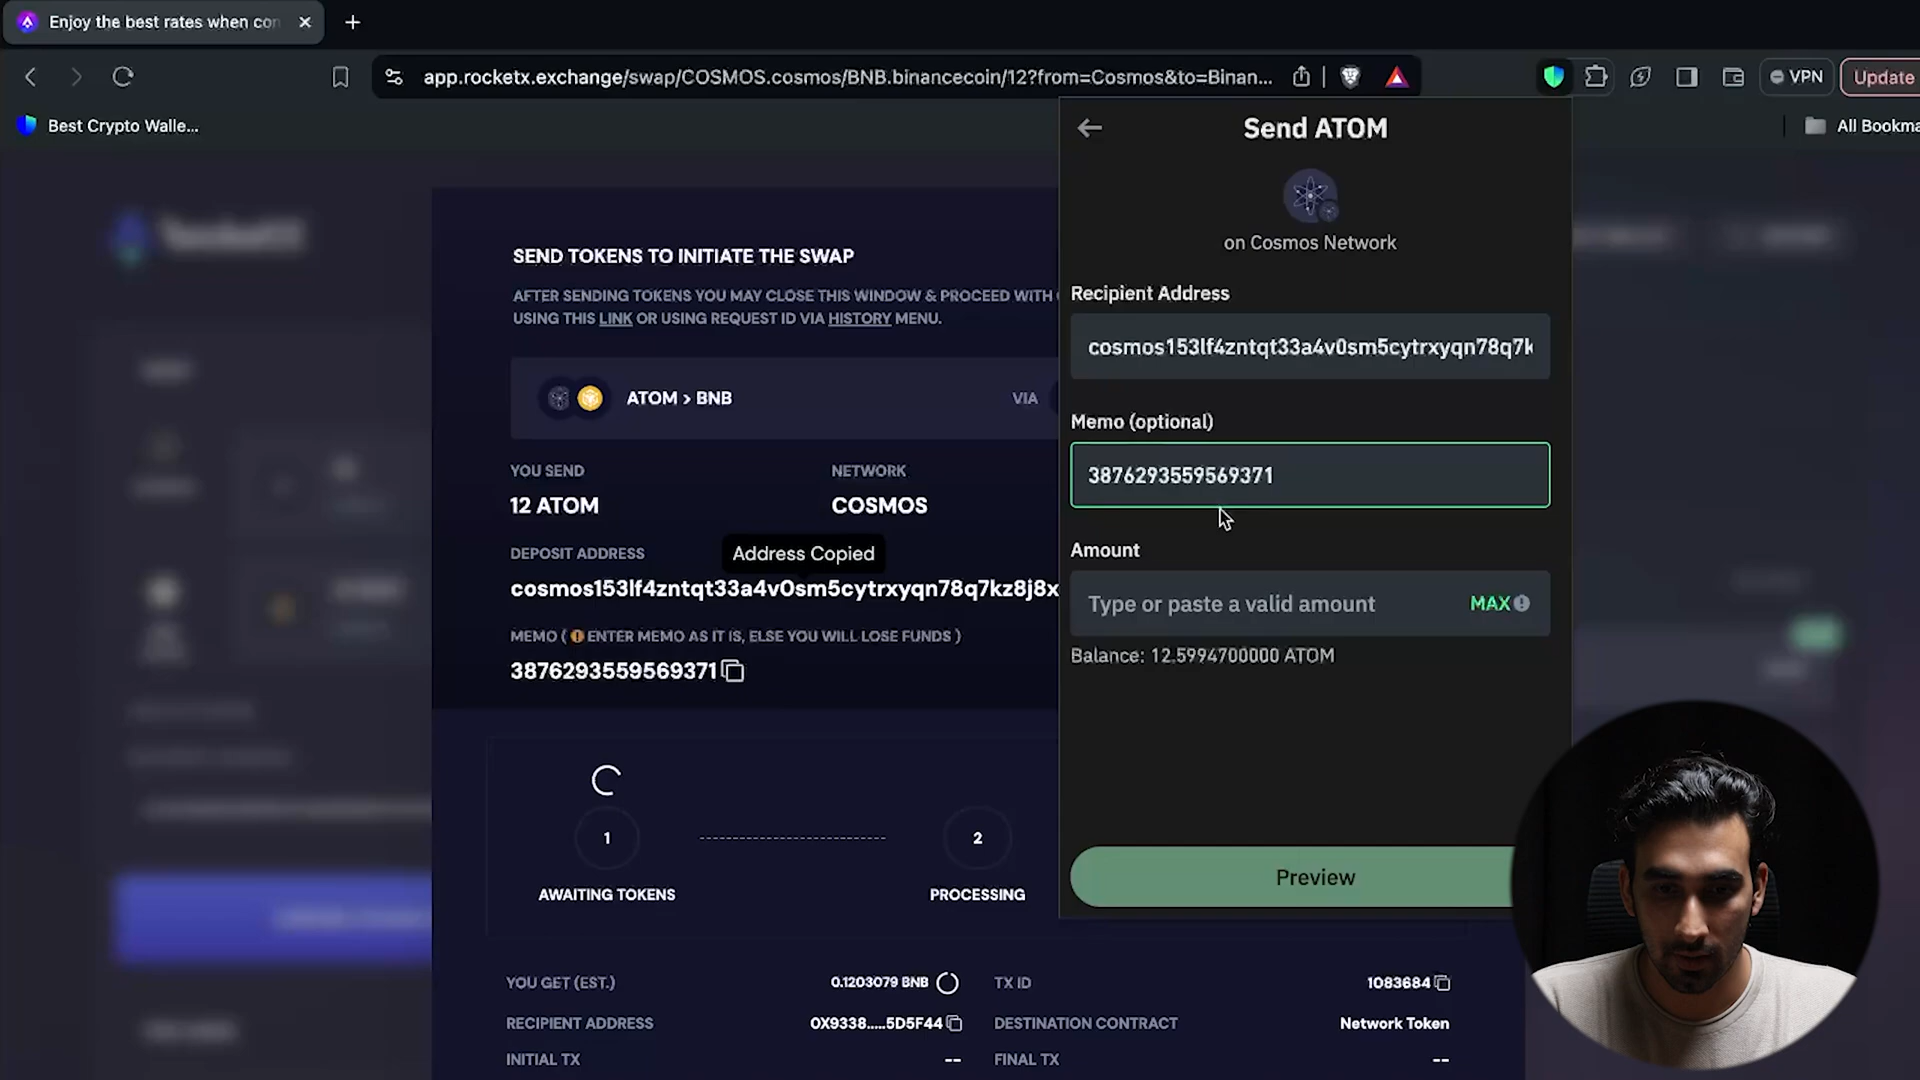 Enjoy the best rates when con
app.rocketx.exchange/swap/COSMOS.cosmos/BNB.binancecoin/12?from=Cosmos&to=Binan...
VPN
Update
Best Crypto Walle...
All Bookma
Send ATOM
on Cosmos Network
Recipient Address
cosmos153lf4zntqt33a4v0sm5cytrxyqn78q7k
Memo (optional)
3876293559569371
Amount
Type or paste a valid amount
MAX
Balance: 12.5994700000 ATOM
Preview
SEND TOKENS TO INITIATE THE SWAP
AFTER SENDING TOKENS YOU MAY CLOSE THIS WINDOW & PROCEED WITH
USING THIS LINK OR USING REQUEST ID VIA HISTORY MENU.
ATOM > BNB
VIA
YOU SEND
NETWORK
12 ATOM
COSMOS
DEPOSIT ADDRESS
Address Copied
cosmos153lf4zntqt33a4v0sm5cytrxyqn78q7kz8j8x
MEMO ( ENTER MEMO AS IT IS, ELSE YOU WILL LOSE FUNDS )
3876293559569371
1
2
AWAITING TOKENS
PROCESSING
YOU GET (EST.)
0.1203079 BNB
TX ID
1083684
RECIPIENT ADDRESS
0X9338.....5D5F44
DESTINATION CONTRACT
Network Token
INITIAL TX
--
FINAL TX
--